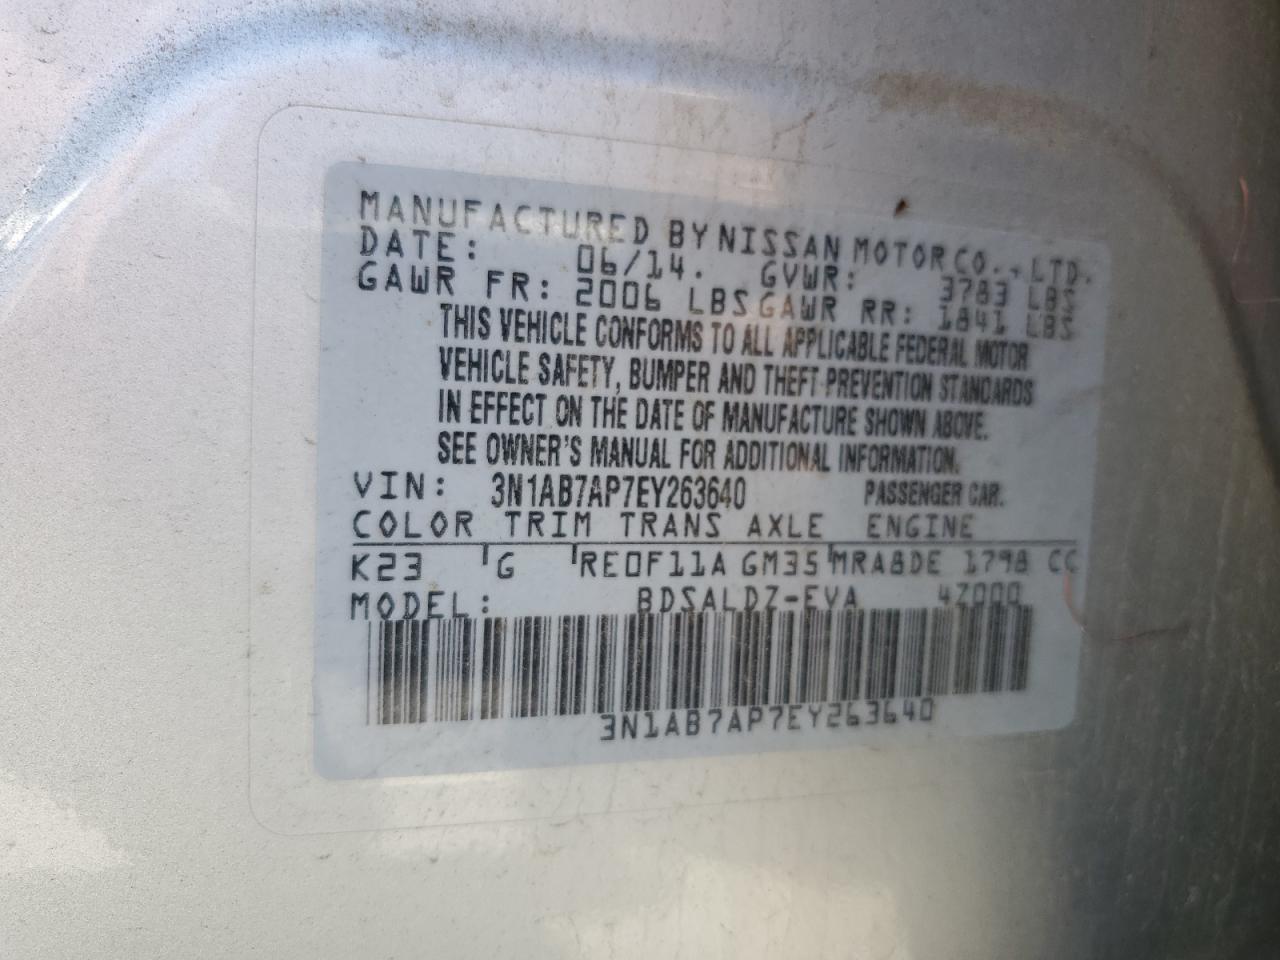 MANUFACTURED BY NISSAN MOTOR CO., LTD.
DATE: 06/14. GVWR: 3783 LBS
GAWR FR: 2006 LBS GAWR RR: 1841 LBS
THIS VEHICLE CONFORMS TO ALL APPLICABLE FEDERAL MOTOR
VEHICLE SAFETY, BUMPER AND THEFT PREVENTION STANDARDS
IN EFFECT ON THE DATE OF MANUFACTURE SHOWN ABOVE.
SEE OWNER'S MANUAL FOR ADDITIONAL INFORMATION.
VIN: 3N1AB7AP7EY263640 PASSENGER CAR.
COLOR TRIM TRANS AXLE ENGINE
K23 G RE0F11A GM35 MRA8DE 1798 CC
MODEL: BDSALDZ-EVA 4Z000
3N1AB7AP7EY263640